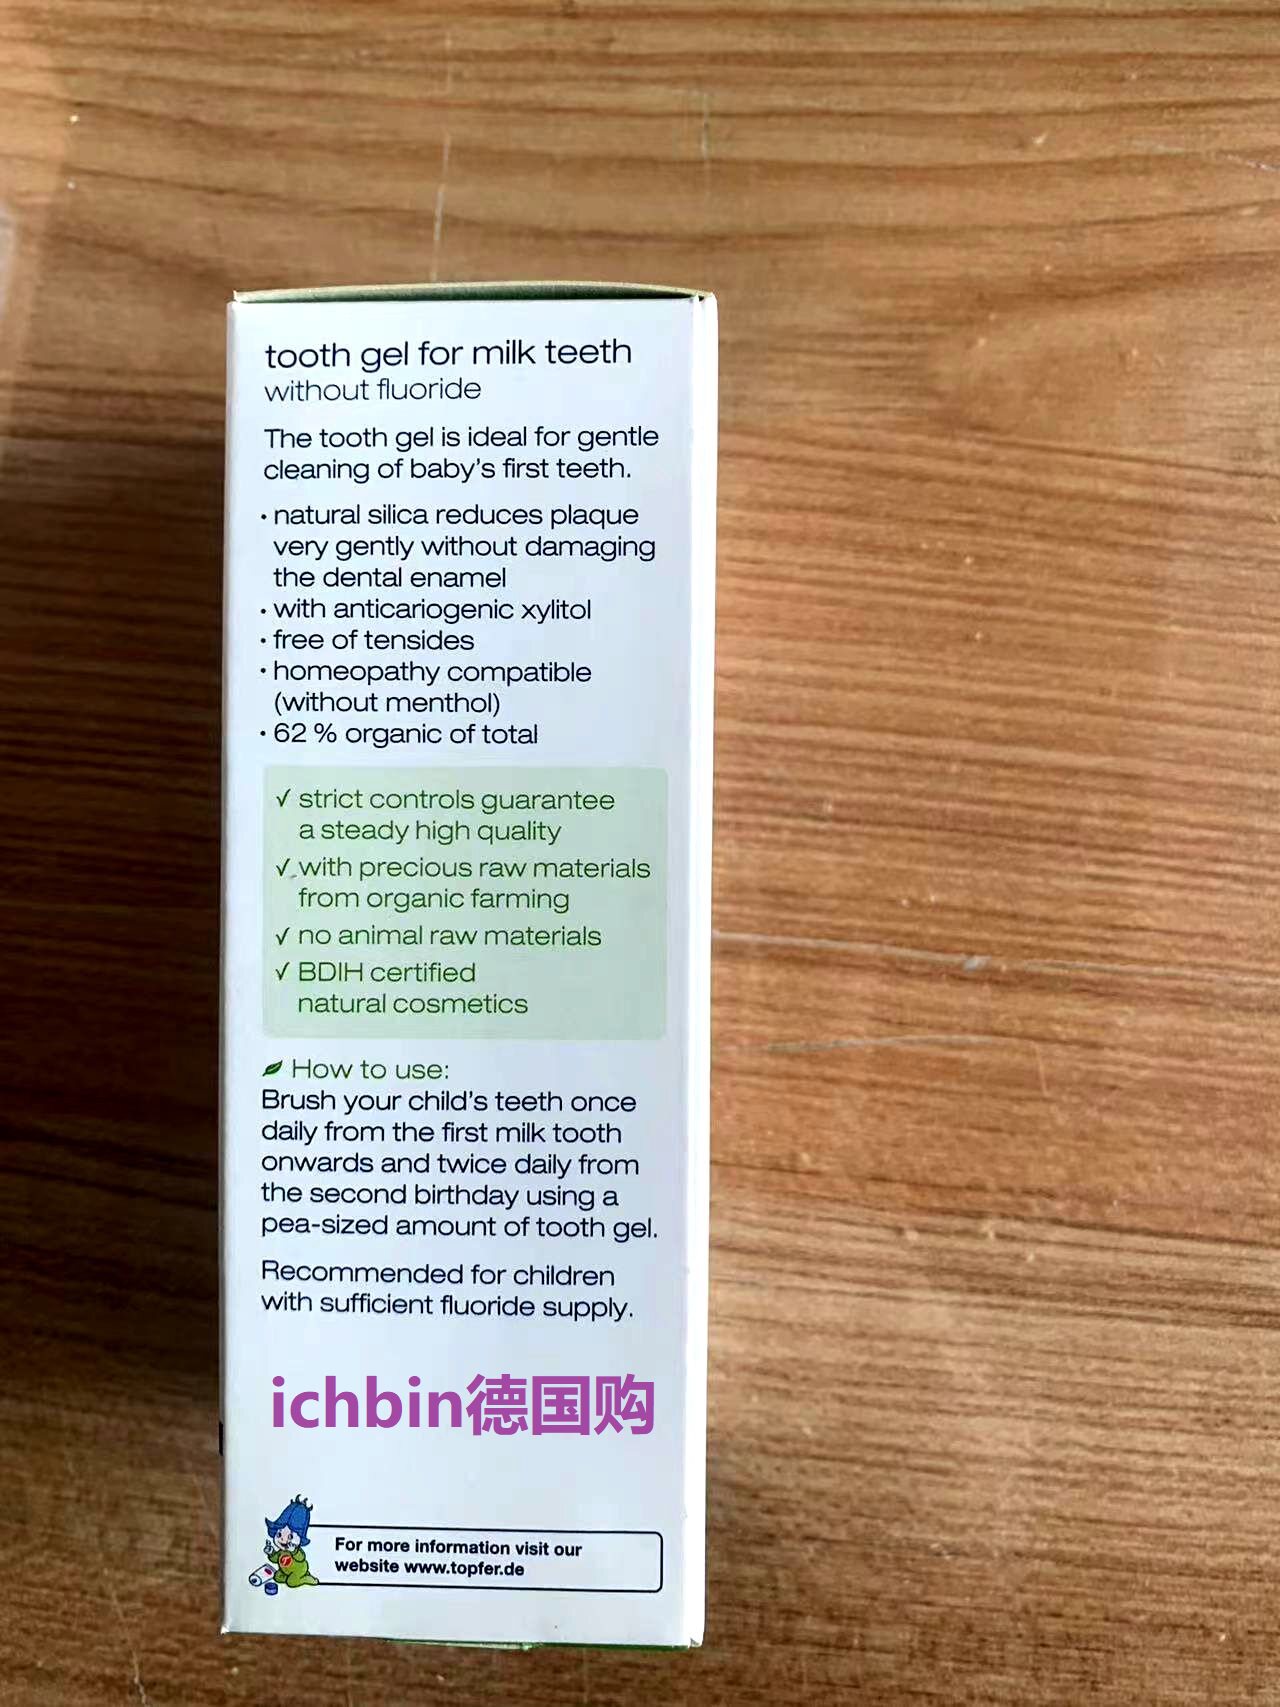 tooth gel for milk teeth
without fluoride
The tooth gel is ideal for gentle
cleaning of baby's first teeth.
· natural silica reduces plaque
very gently without damaging
the dental enamel
· with anticariogenic xylitol
· free of tensides
· homeopathy compatible
(without menthol)
· 62 % organic of total
✓ strict controls guarantee
a steady high quality
✓ with precious raw materials
from organic farming
✓ no animal raw materials
✓ BDIH certified
natural cosmetics
How to use:
Brush your child's teeth once
daily from the first milk tooth
onwards and twice daily from
the second birthday using a
pea-sized amount of tooth gel.
Recommended for children
with sufficient fluoride supply.
ichbin德国购
For more information visit our
website www.topfer.de